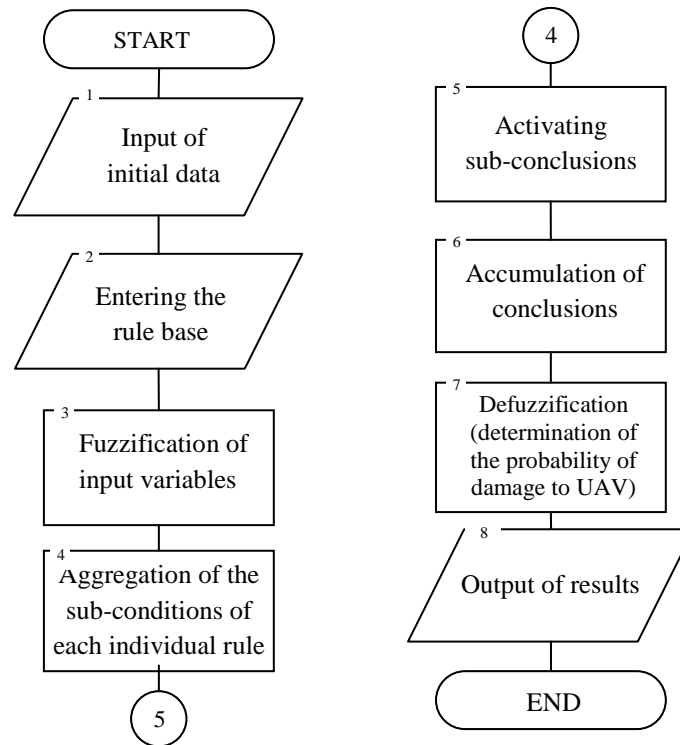 START
1
Input of
initial data
2
Entering the
rule base
3
Fuzzification of
input variables
4
Aggregation of the
sub-conditions of
each individual rule
5
4
5
Activating
sub-conclusions
6
Accumulation of
conclusions
7
Defuzzification
(determination of
the probability of
damage to UAV)
8
Output of results
END